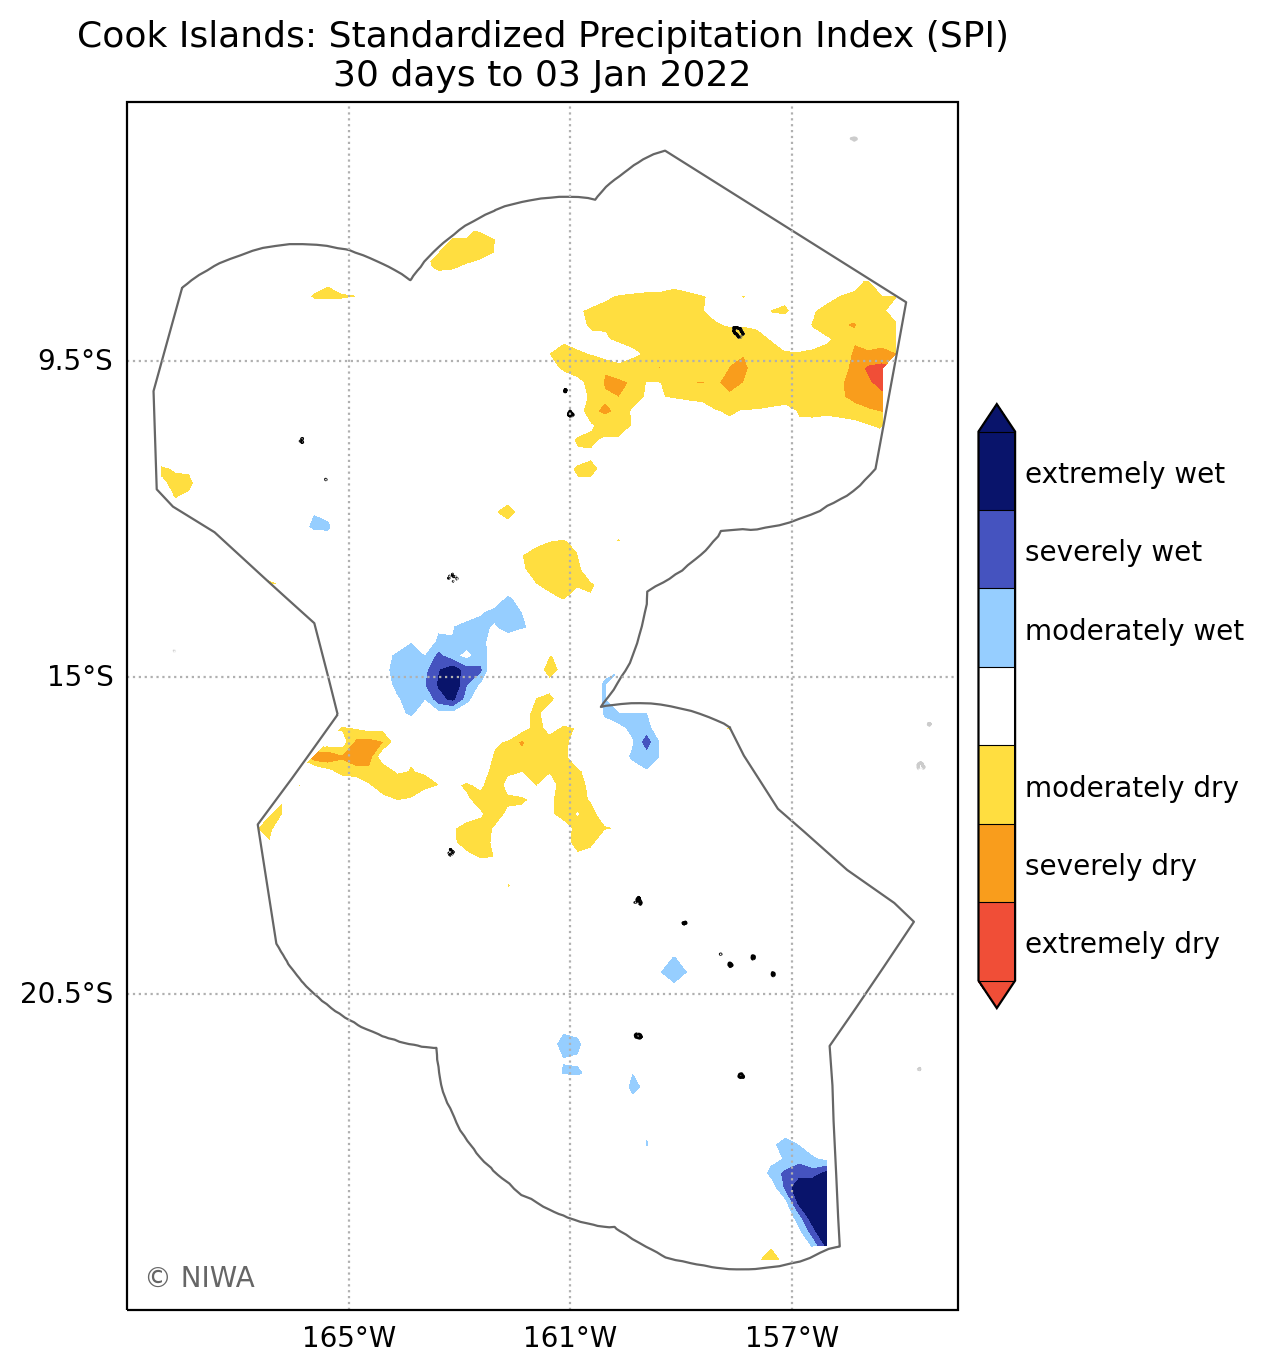 Cook Islands: Standardized Precipitation Index (SPI)
30 days to 03 Jan 2022
9.5°S
15°S
20.5°S
165°W
161°W
157°W
extremely wet
severely wet
moderately wet
moderately dry
severely dry
extremely dry
© NIWA